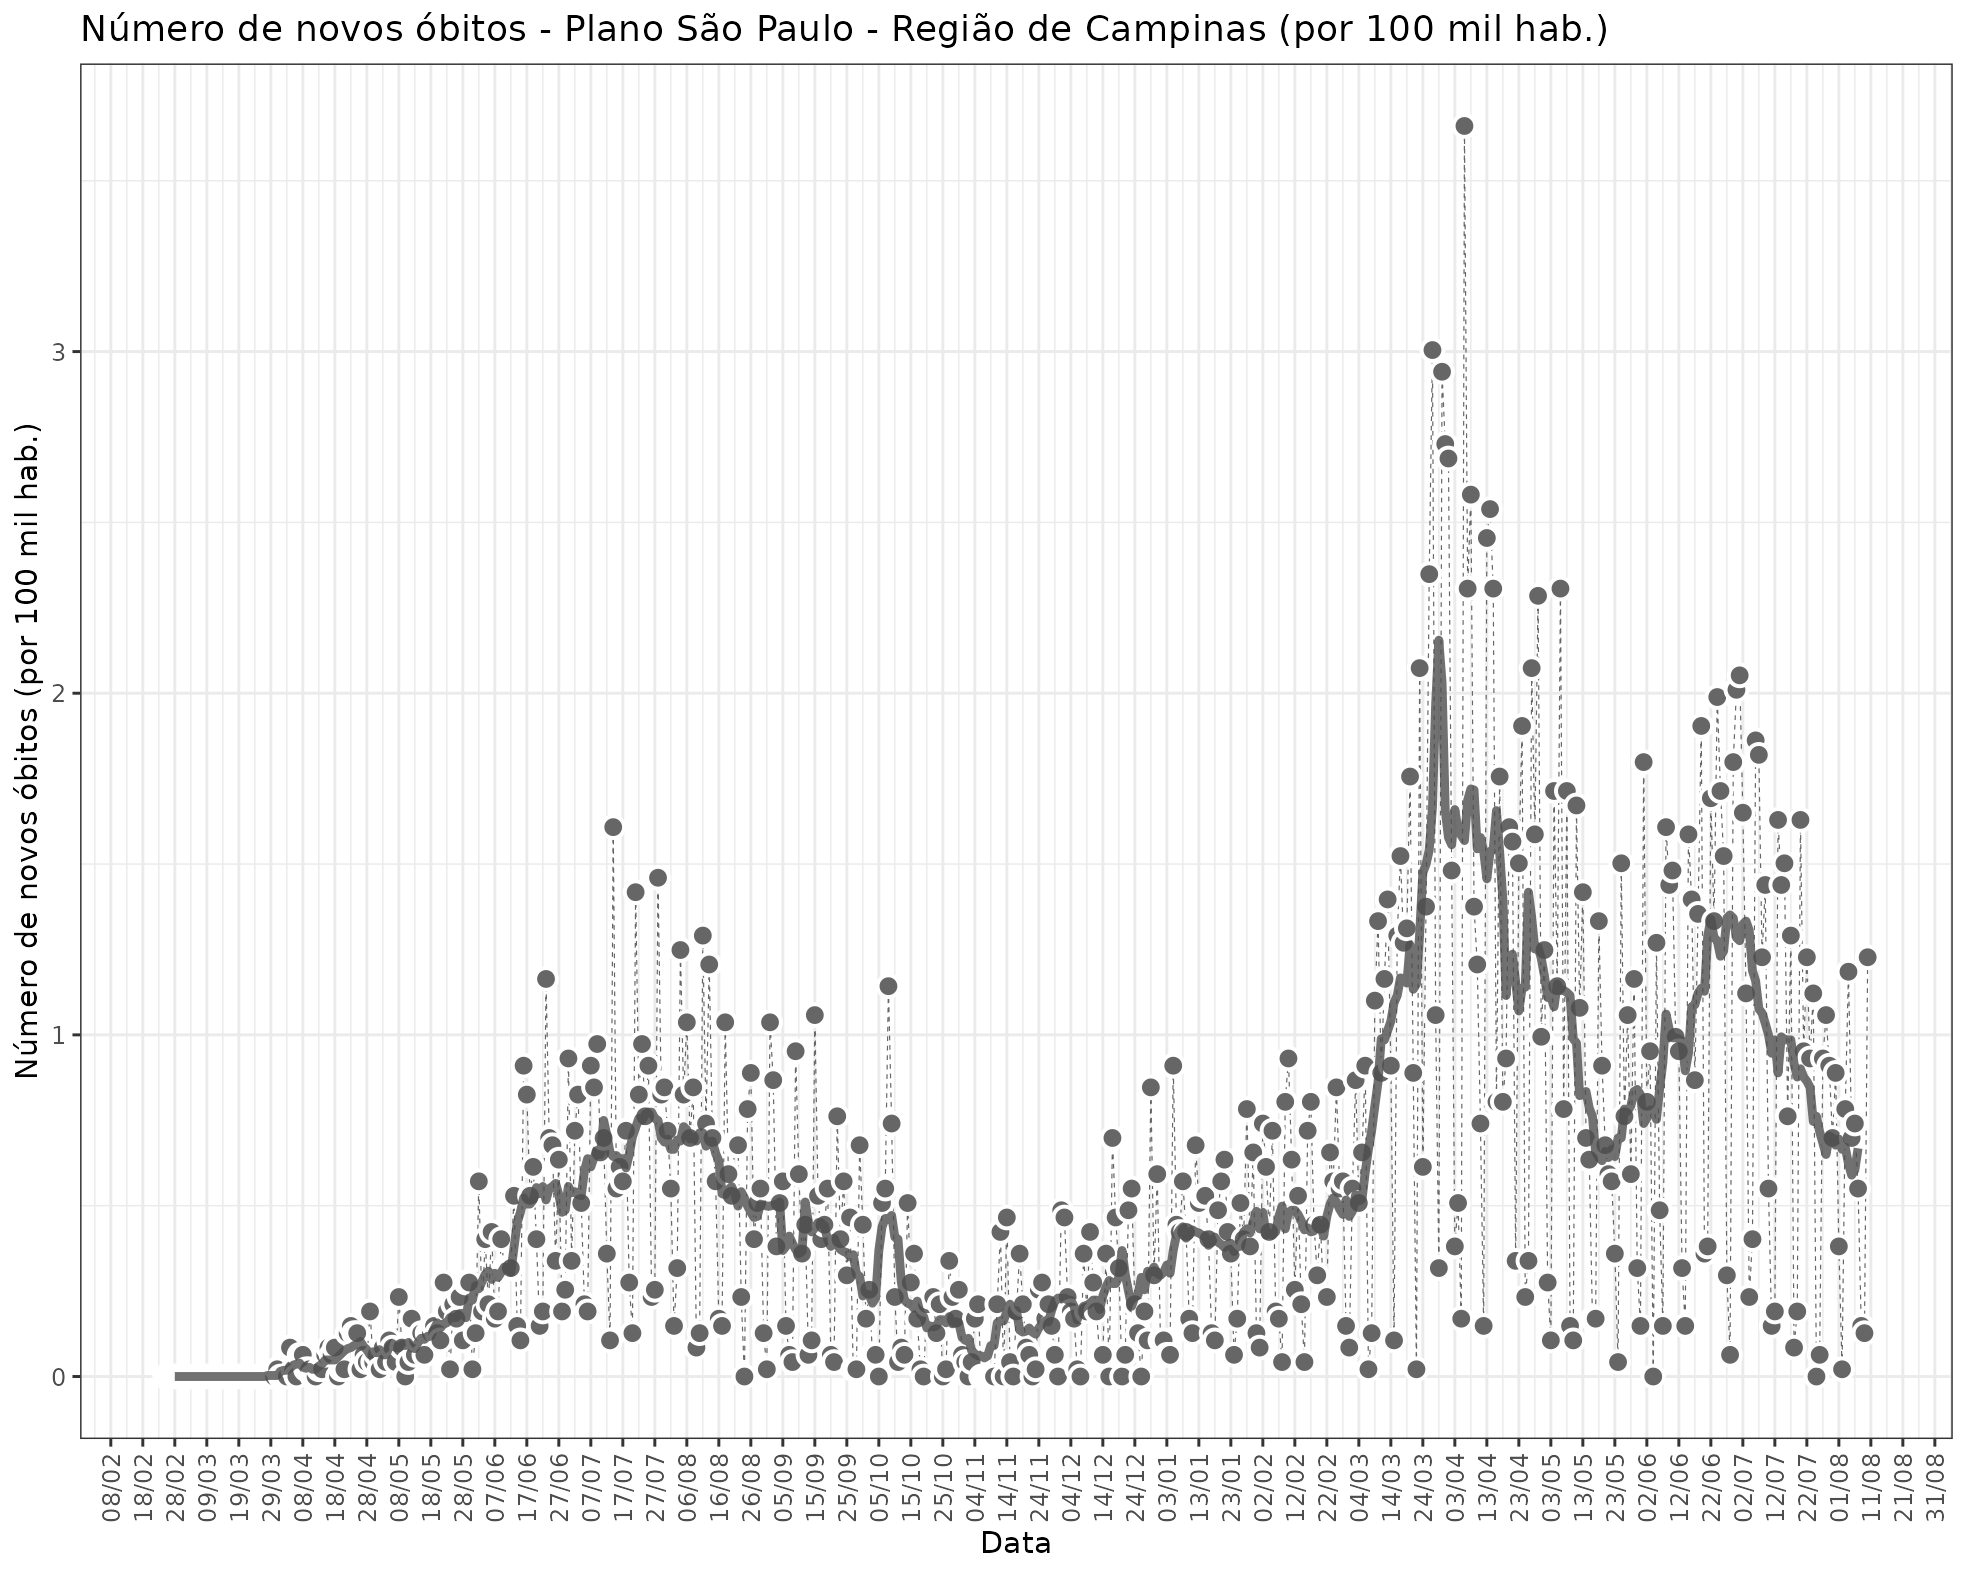 Número de novos óbitos - Plano São Paulo - Região de Campinas (por 100 mil hab.)
Número de novos óbitos (por 100 mil hab.)
3
2
1
0
08/02 18/02 28/02 09/03 19/03 29/03 08/04 18/04 28/04 08/05 18/05 28/05 07/06 17/06 27/06 07/07 17/07 27/07 06/08 16/08 26/08 05/09 15/09 25/09 05/10 15/10 25/10 04/11 14/11 24/11 04/12 14/12 24/12 03/01 13/01 23/01 02/02 12/02 22/02 04/03 14/03 24/03 03/04 13/04 23/04 03/05 13/05 23/05 02/06 12/06 22/06 02/07 12/07 22/07 01/08 11/08 21/08 31/08
Data